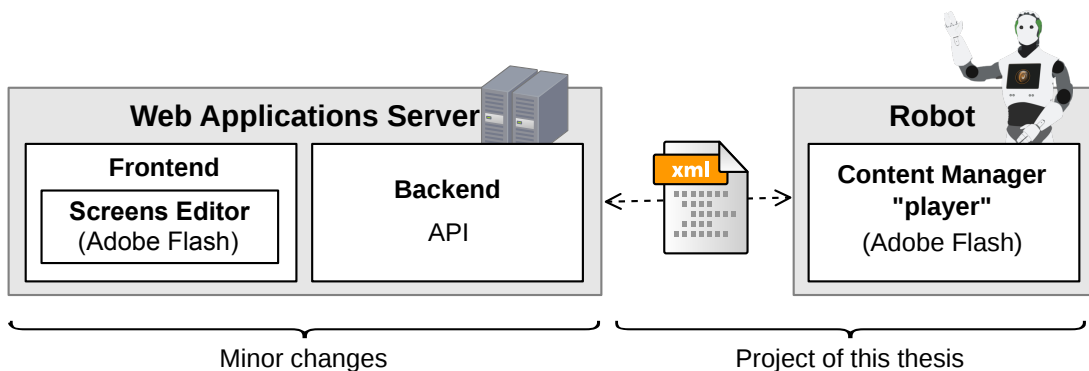 Web Applications Server
Frontend
Screens Editor
(Adobe Flash)
Backend
API
xml
Robot
Content Manager
"player"
(Adobe Flash)
Minor changes
Project of this thesis